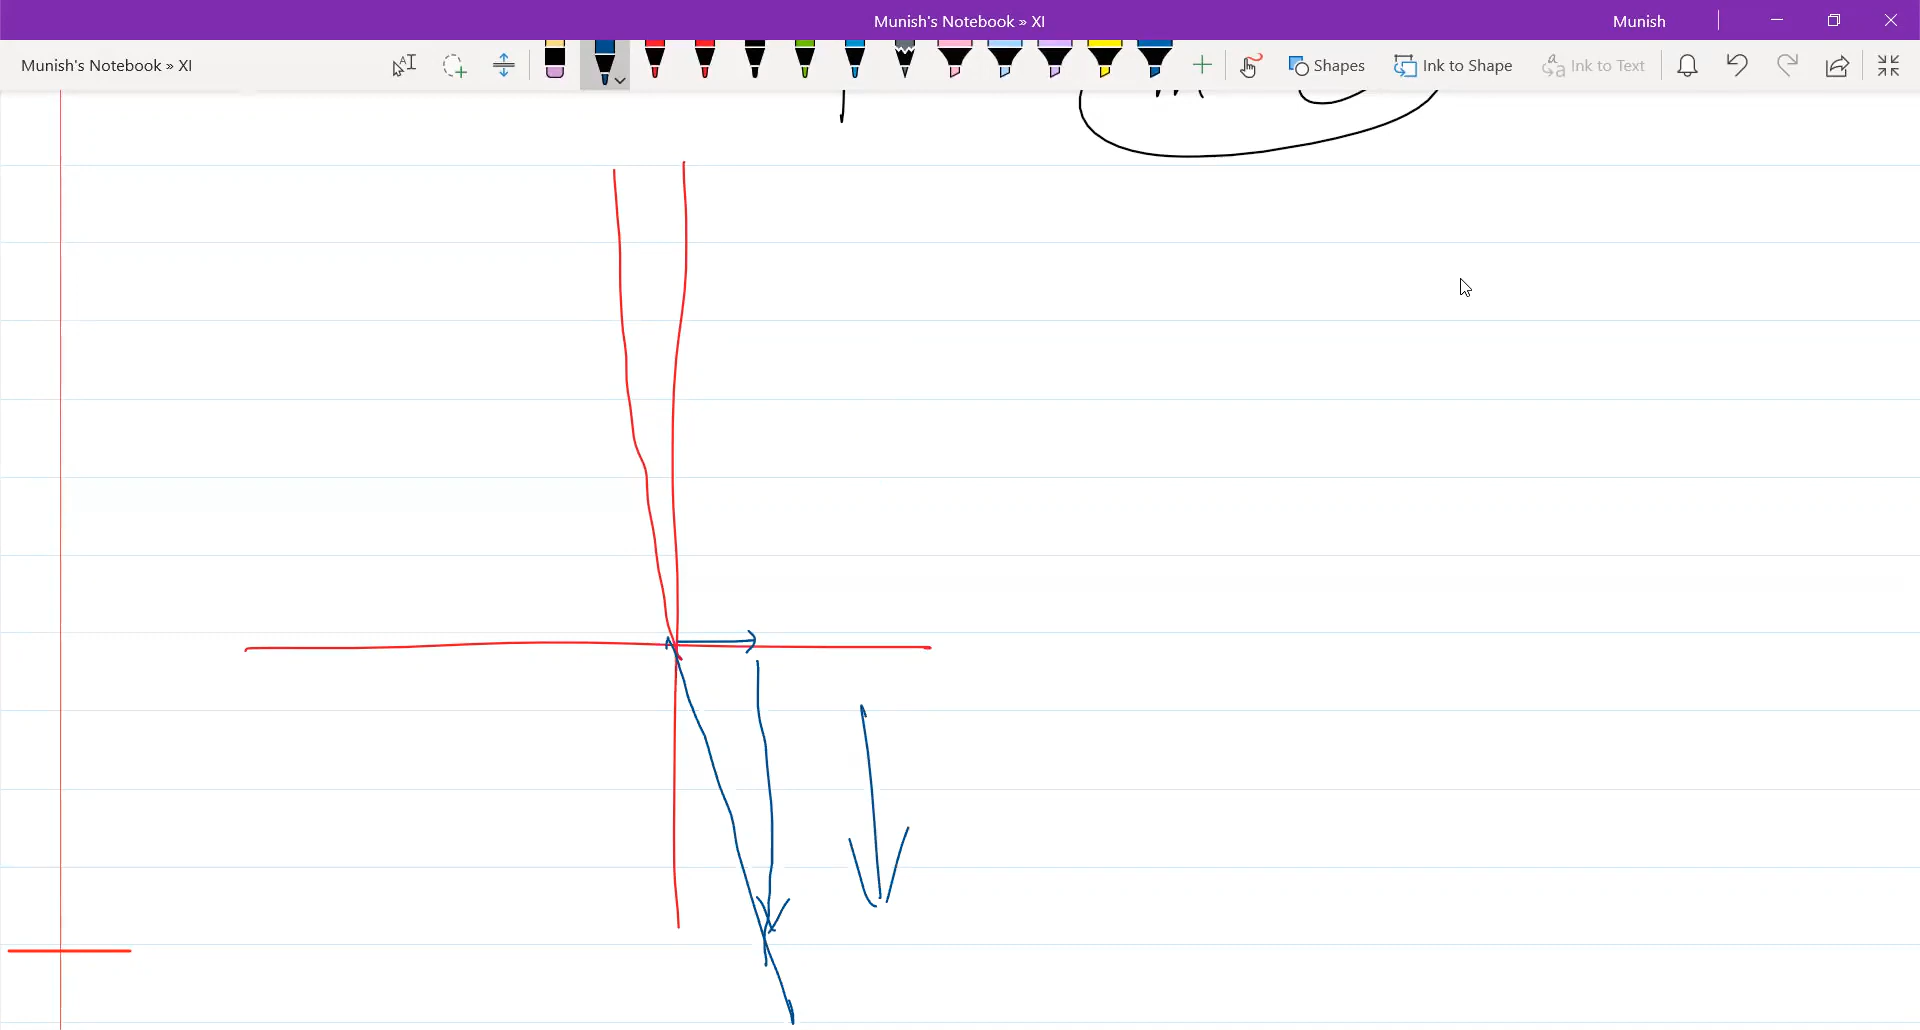 Munish's Notebook » XI
Munish
Munish's Notebook » XI
Shapes
Ink to Shape
Ink to Text